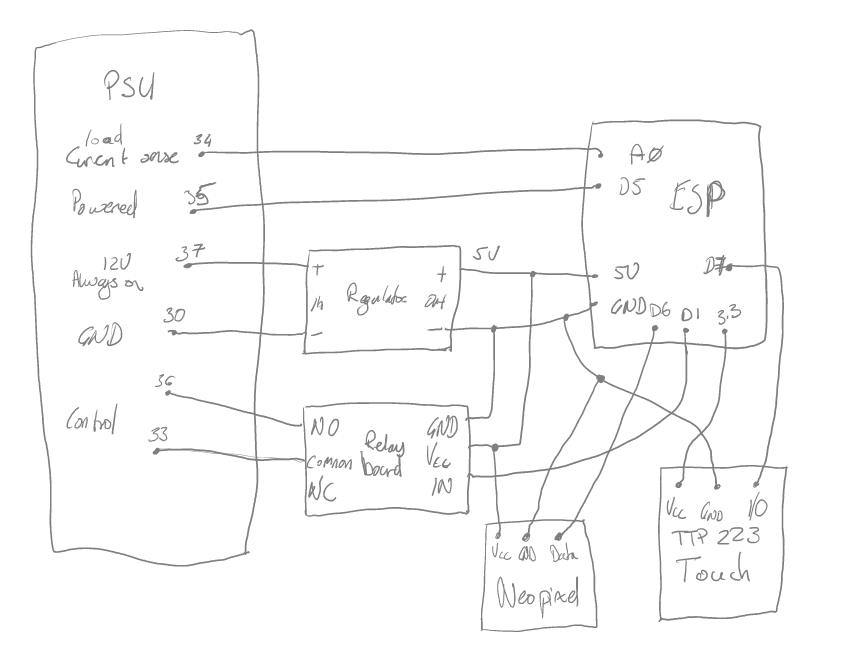 PSU
load 34
Current sense
Powered 35
12V 37
Always on
GND 30
36
Control
33
+ + 5V
In Regulator out
- -
NO GND
Relay
Common board Vcc
NC IN
A0
D5
ESP
5V D7
GND D6 D1 3.3
Vcc GND Data
Neopixel
Vcc GND I/O
TTP 223
Touch